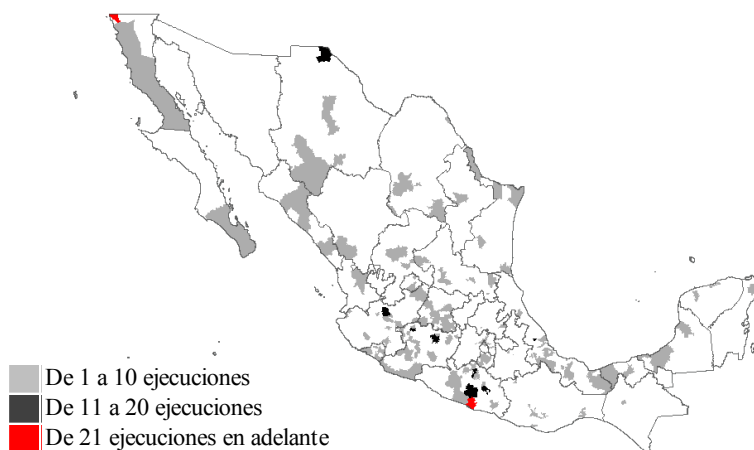 De 1 a 10 ejecuciones
De 11 a 20 ejecuciones
De 21 ejecuciones en adelante